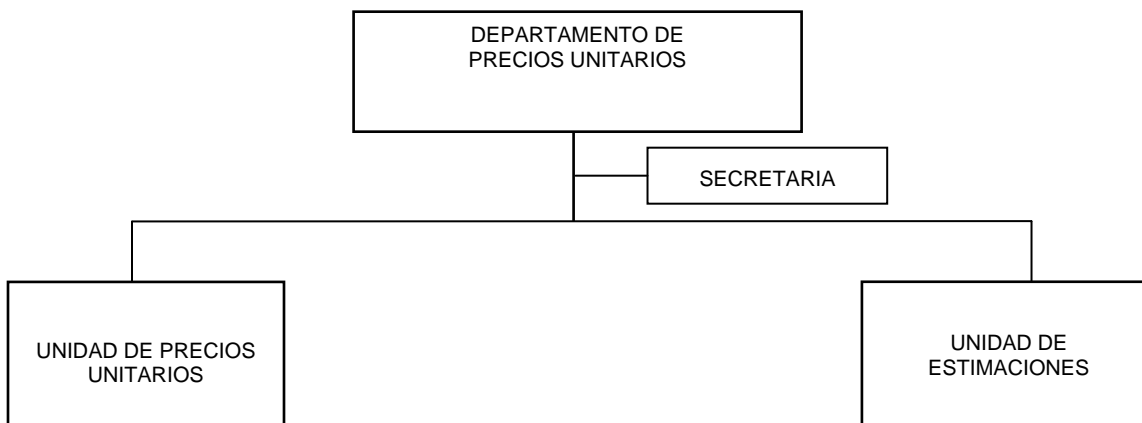 DEPARTAMENTO DE
PRECIOS UNITARIOS
SECRETARIA
UNIDAD DE PRECIOS
UNITARIOS
UNIDAD DE
ESTIMACIONES